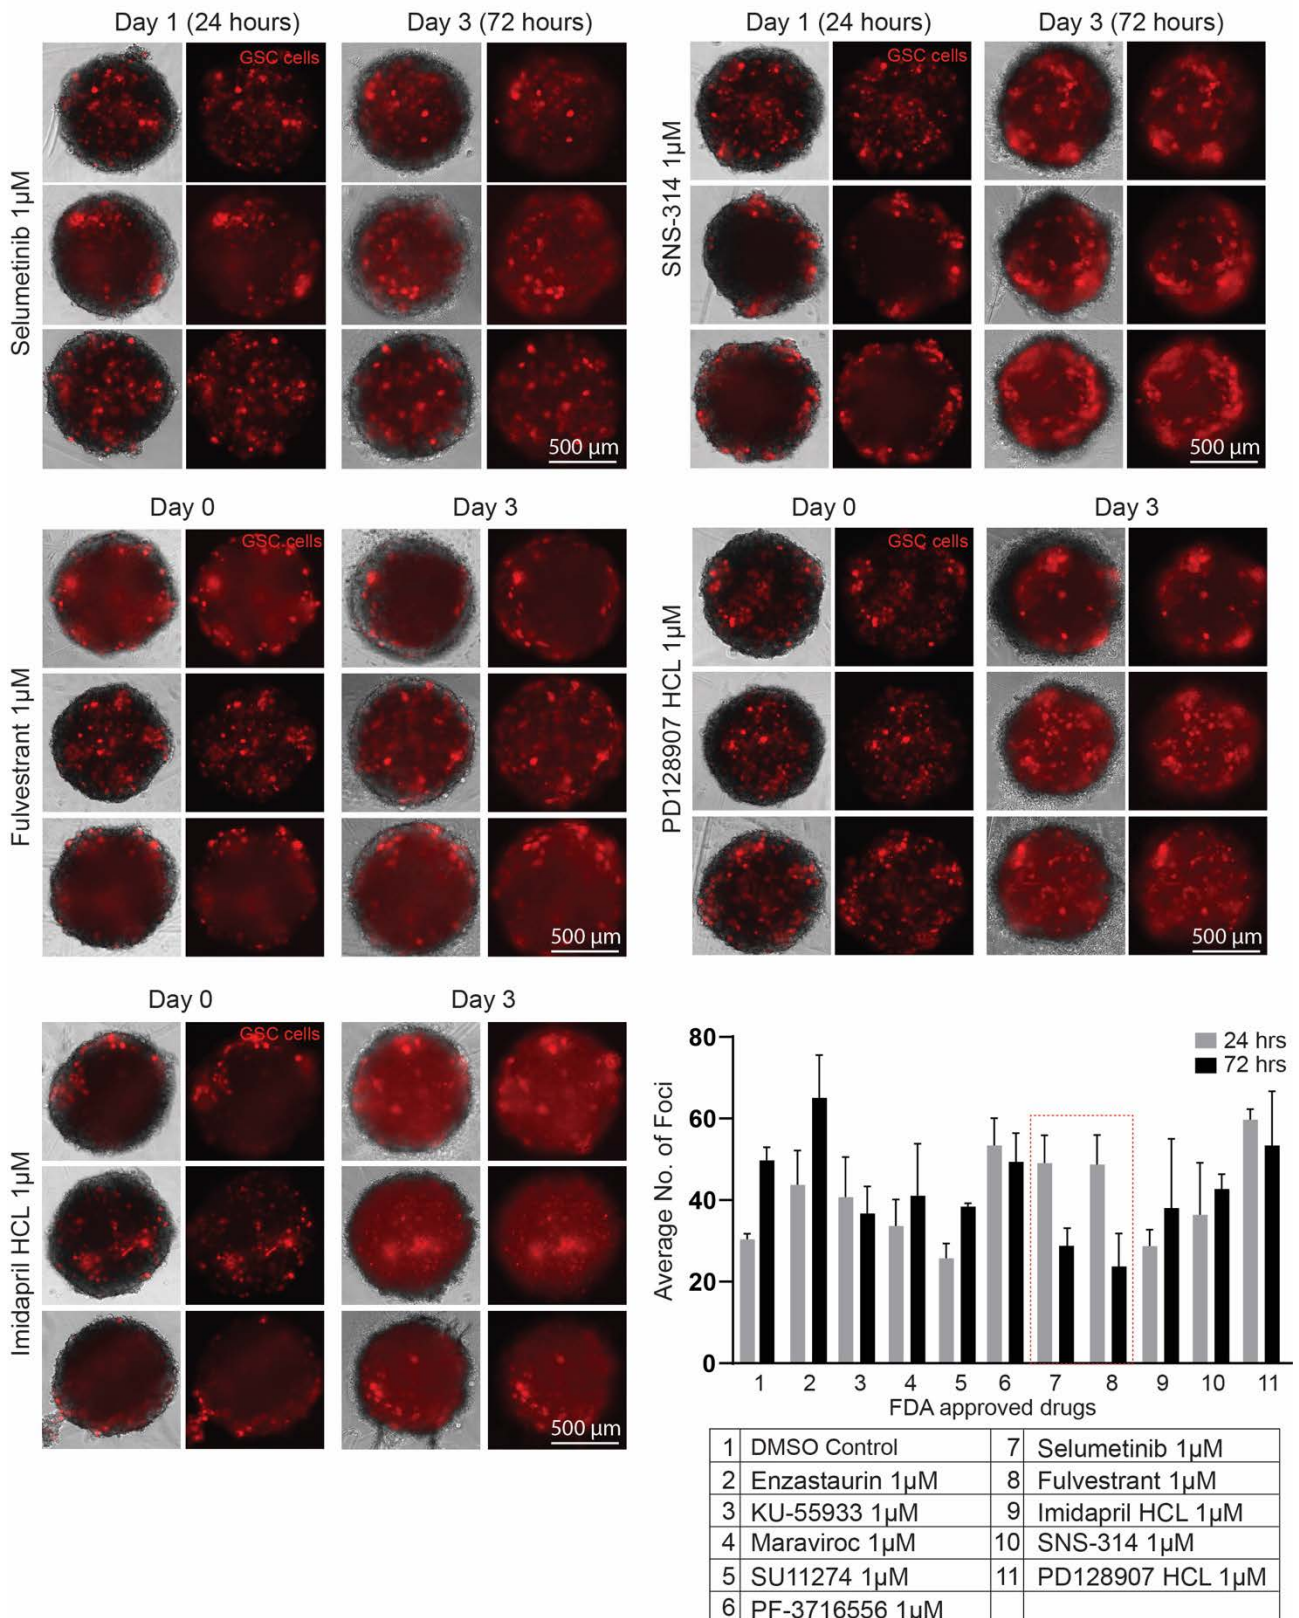 Day 1 (24 hours)
Day 3 (72 hours)
GSC cells
Selumetinib 1µM
500 µm
Day 1 (24 hours)
Day 3 (72 hours)
GSC cells
SNS-314 1µM
500 µm
Day 0
Day 3
GSC cells
Fulvestrant 1µM
500 µm
Day 0
Day 3
GSC cells
PD128907 HCL 1µM
500 µm
Day 0
Day 3
GSC cells
Imidapril HCL 1µM
500 µm
24 hrs
72 hrs
Average No. of Foci
80
60
40
20
0
1 2 3 4 5 6 7 8 9 10 11
FDA approved drugs
1 DMSO Control 7 Selumetinib 1µM
2 Enzastaurin 1µM 8 Fulvestrant 1µM
3 KU-55933 1µM 9 Imidapril HCL 1µM
4 Maraviroc 1µM 10 SNS-314 1µM
5 SU11274 1µM 11 PD128907 HCL 1µM
6 PF-3716556 1µM